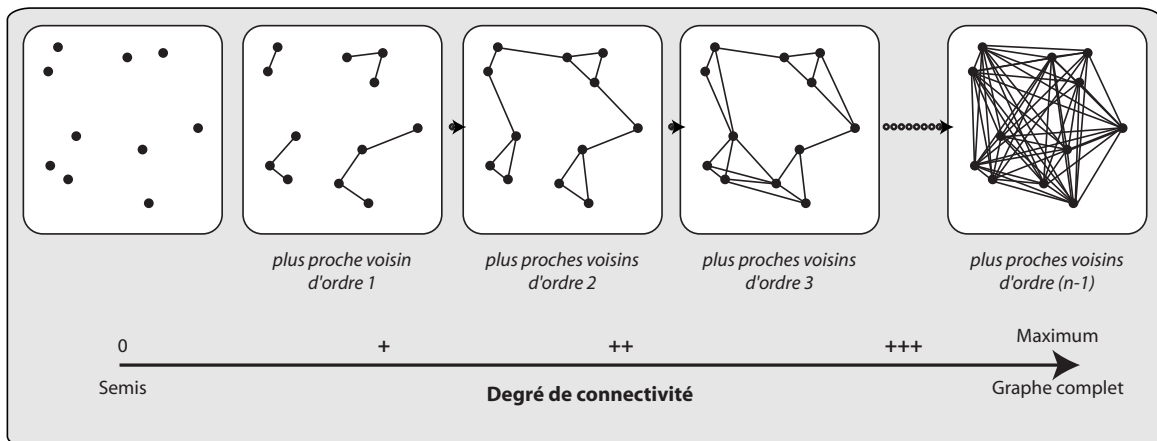 plus proche voisin
d'ordre 1
plus proches voisins
d'ordre 2
plus proches voisins
d'ordre 3
plus proches voisins
d'ordre (n-1)
0
+
++
+++
Maximum
Semis
Degré de connectivité
Graphe complet